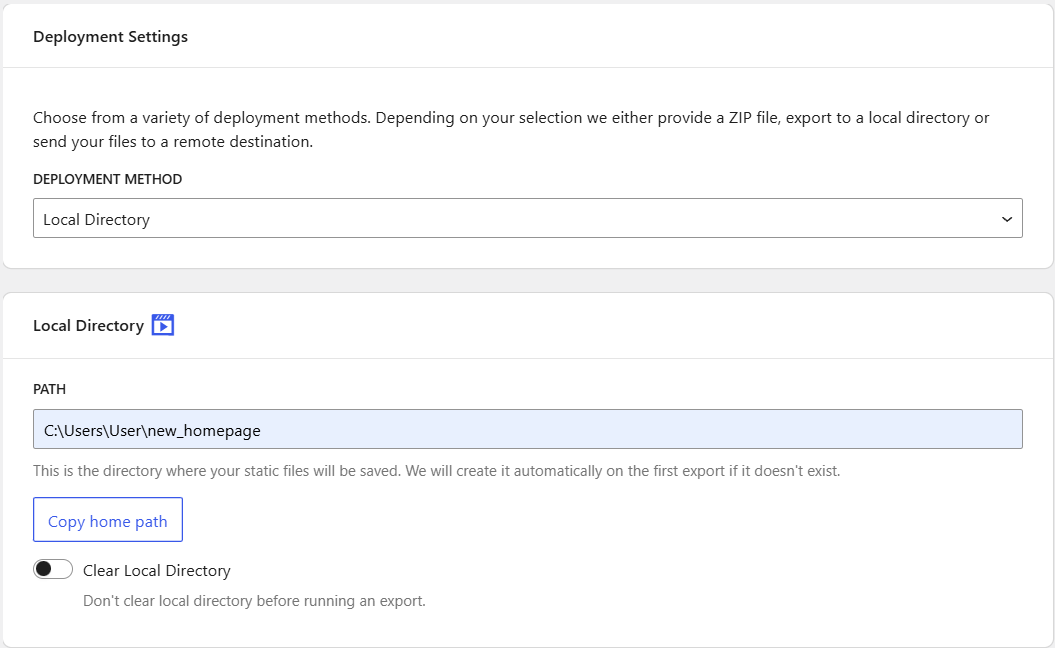 Deployment Settings
Choose from a variety of deployment methods. Depending on your selection we either provide a ZIP file, export to a local directory or
send your files to a remote destination.
DEPLOYMENT METHOD
Local Directory
Local Directory
PATH
C:\Users\User\new_homepage
This is the directory where your static files will be saved. We will create it automatically on the first export if it doesn't exist.
Copy home path
Clear Local Directory
Don't clear local directory before running an export.